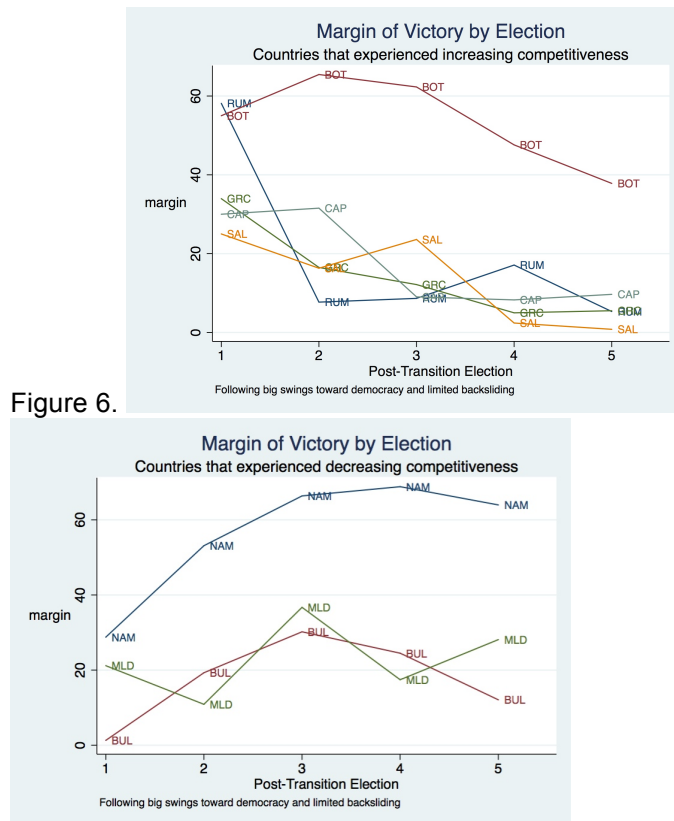 Margin of Victory by Election
Countries that experienced increasing competitiveness
margin
60
40
20
0
RUM
BOT
GRC
CAP
SAL
BOT
CAP
GRC
RUM
BOT
SAL
GRC
CAP
RUM
BOT
RUM
CAP
GRC
SAL
BOT
CAP
GRC
RUM
SAL
1 2 3 4 5
Post-Transition Election
Following big swings toward democracy and limited backsliding
Figure 6.
Margin of Victory by Election
Countries that experienced decreasing competitiveness
margin
60
40
20
0
NAM
MLD
BUL
NAM
BUL
MLD
NAM
MLD
BUL
NAM
BUL
MLD
NAM
MLD
BUL
1 2 3 4 5
Post-Transition Election
Following big swings toward democracy and limited backsliding